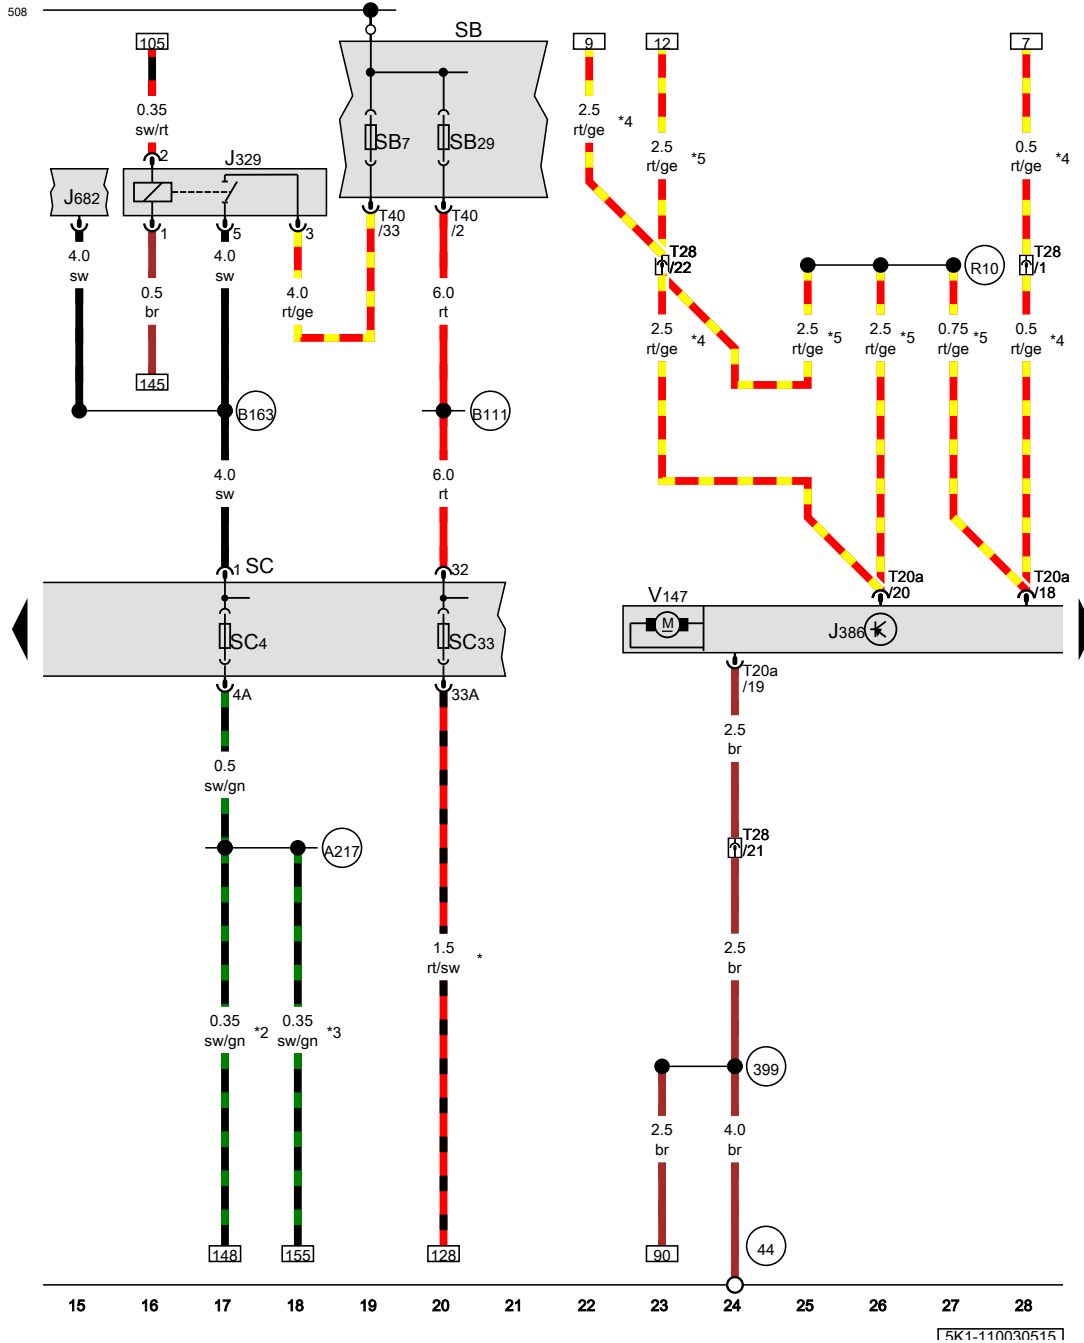 508
SB
105
9
12
7
0.35
sw/rt
2.5
rt/ge
*4
2.5
rt/ge
*5
0.5
rt/ge
*4
SB7
SB29
2
J329
J682
1
5
3
T40
/33
T40
/2
4.0
sw
0.5
br
4.0
sw
4.0
rt/ge
6.0
rt
T28
/22
R10
T28
/1
2.5
rt/ge
*4
2.5
rt/ge
*5
2.5
rt/ge
*5
0.75
rt/ge
*5
0.5
rt/ge
*4
145
B163
B111
4.0
sw
6.0
rt
1
SC
32
T20a
/20
T20a
/18
V147
M
J386
SC4
SC33
4A
33A
T20a
/19
2.5
br
0.5
sw/gn
T28
/21
A217
1.5
rt/sw
*
2.5
br
0.35
sw/gn
*2
0.35
sw/gn
*3
399
2.5
br
4.0
br
148
155
128
90
44
15 16 17 18 19 20 21 22 23 24 25 26 27 28
5K1-110030515